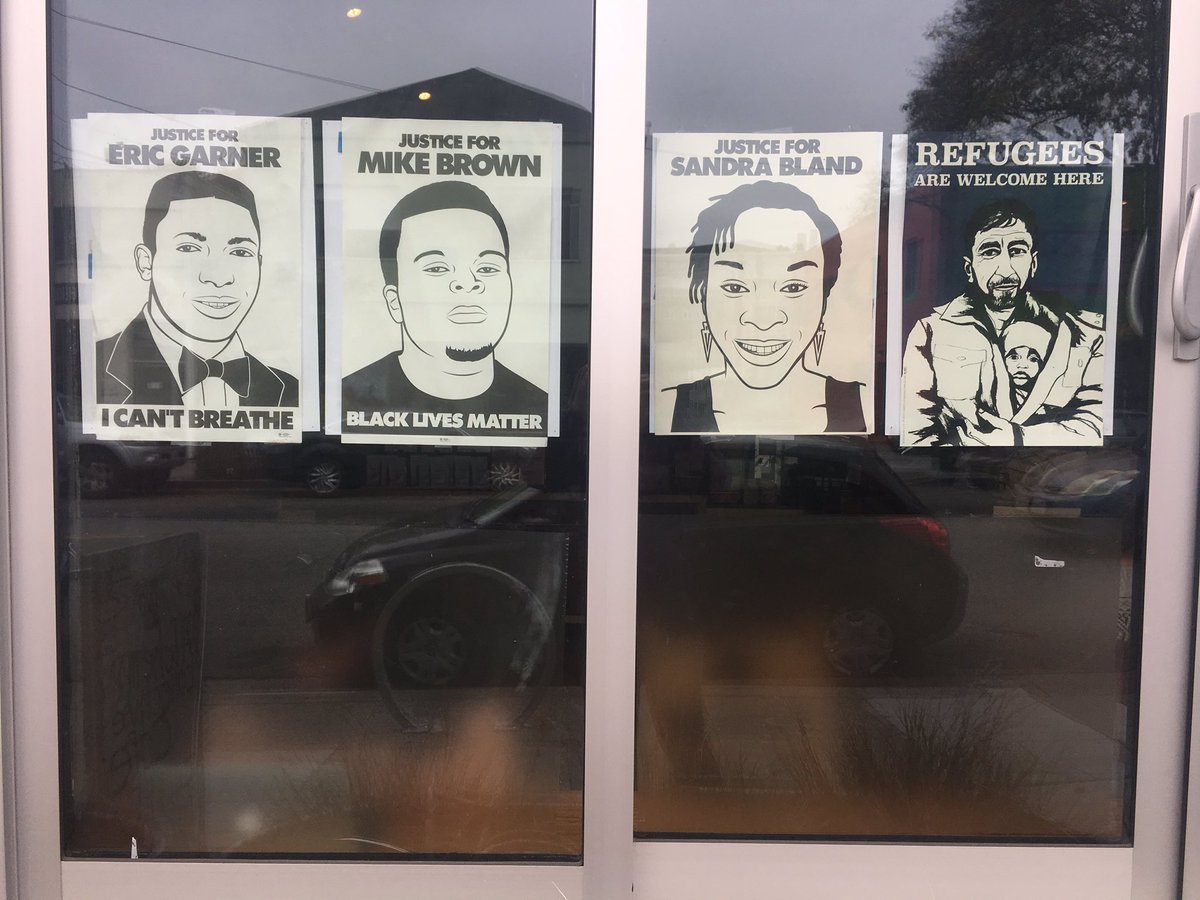 JUSTICE FOR
ERIC GARNER
I CAN'T BREATHE
JUSTICE FOR
MIKE BROWN
BLACK LIVES MATTER
JUSTICE FOR
SANDRA BLAND
REFUGEES
ARE WELCOME HERE